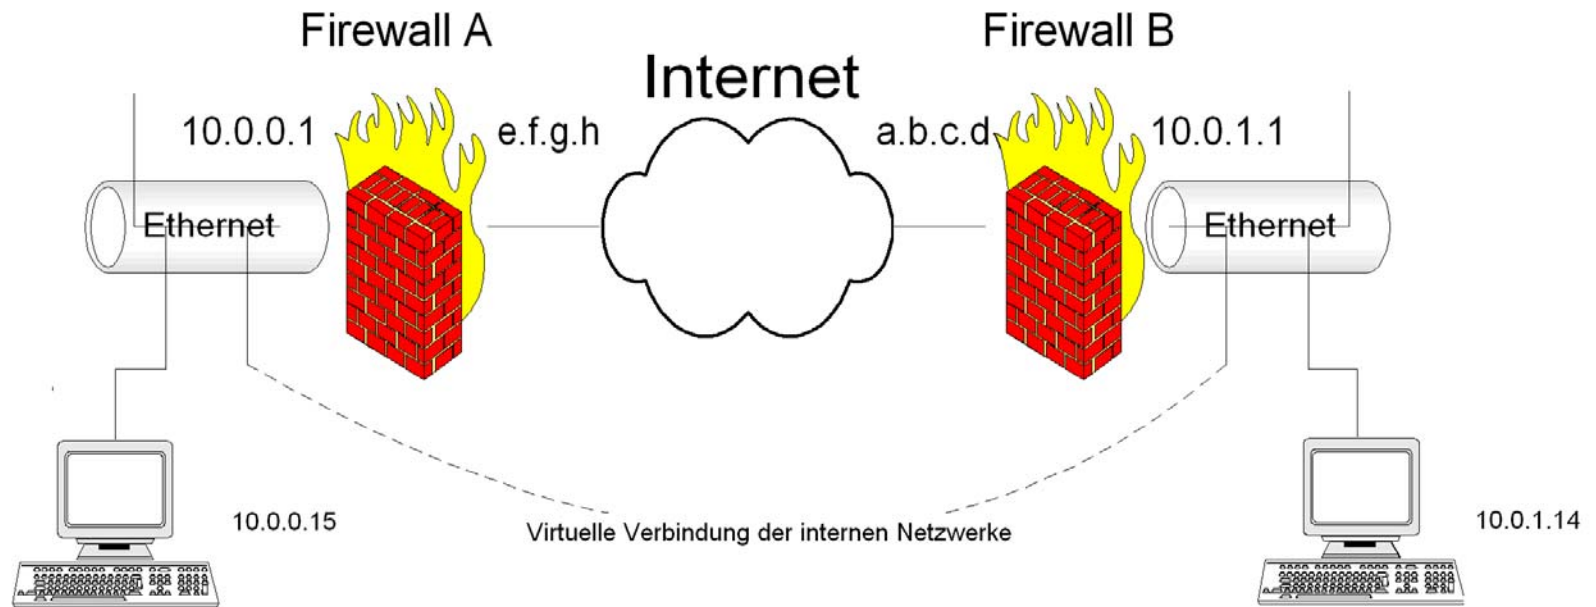 Firewall A
Firewall B
Internet
10.0.0.1
e.f.g.h
a.b.c.d
10.0.1.1
Ethernet
Ethernet
10.0.0.15
Virtuelle Verbindung der internen Netzwerke
10.0.1.14